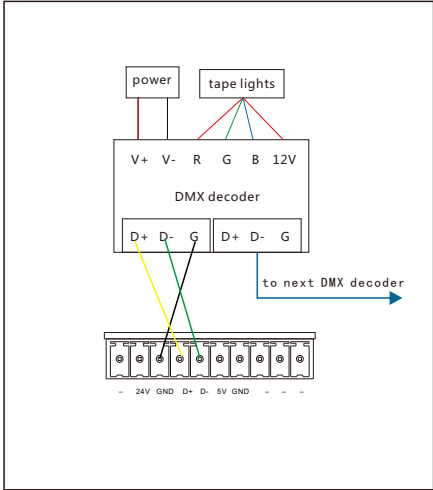 power
tape lights
V+ V- R G B 12V
DMX decoder
D+ D- G D+ D- G
to next DMX decoder
– 24V GND D+ D- 5V GND – – –